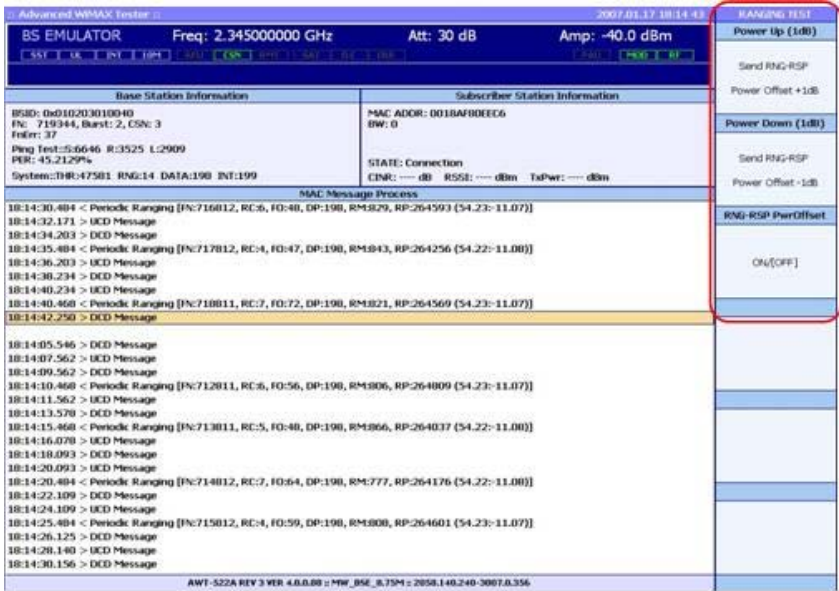 :: Advanced WiMAX Tester :: 2007.01.17 18:14:43
BS EMULATOR Freq: 2.345000000 GHz Att: 30 dB Amp: -40.0 dBm
SST UL INT 10M CSN MOD RF
Base Station Information
BSID: 0x010203010040
FN: 719344, Burst: 2, CSN: 3
FnErr: 37
Ping Test::S:6646 R:3525 L:2909
PER: 45.2129%
System::THR:47581 RNG:14 DATA:198 INT:199
Subscriber Station Information
MAC ADDR: 0018AF80EEC6
BW: 0
STATE: Connection
CINR: ---- dB RSSI: ---- dBm TxPwr: ---- dBm
MAC Message Process
18:14:30.484 < Periodic Ranging [FN:716812, RC:6, FO:48, DP:198, RM:829, RP:264593 (54.23:-11.07)]
18:14:32.171 > UCD Message
18:14:34.203 > DCD Message
18:14:35.484 < Periodic Ranging [FN:717812, RC:4, FO:47, DP:198, RM:843, RP:264256 (54.22:-11.08)]
18:14:36.203 > UCD Message
18:14:38.234 > DCD Message
18:14:40.234 > UCD Message
18:14:40.468 < Periodic Ranging [FN:718811, RC:7, FO:72, DP:198, RM:821, RP:264569 (54.23:-11.07)]
18:14:42.250 > DCD Message
18:14:05.546 > DCD Message
18:14:07.562 > UCD Message
18:14:09.562 > DCD Message
18:14:10.468 < Periodic Ranging [FN:712811, RC:6, FO:56, DP:198, RM:806, RP:264809 (54.23:-11.07)]
18:14:11.562 > UCD Message
18:14:13.578 > DCD Message
18:14:15.468 < Periodic Ranging [FN:713811, RC:5, FO:48, DP:198, RM:866, RP:264037 (54.22:-11.08)]
18:14:16.078 > UCD Message
18:14:18.093 > DCD Message
18:14:20.093 > UCD Message
18:14:20.484 < Periodic Ranging [FN:714812, RC:7, FO:64, DP:198, RM:777, RP:264176 (54.22:-11.08)]
18:14:22.109 > DCD Message
18:14:24.109 > UCD Message
18:14:25.484 < Periodic Ranging [FN:715812, RC:4, FO:59, DP:198, RM:808, RP:264601 (54.23:-11.07)]
18:14:26.125 > DCD Message
18:14:28.140 > UCD Message
18:14:30.156 > DCD Message
AWT-522A REV 3 VER 4.0.0.00 :: MW_BSE_8.75M :: 2058.140.240-3007.0.356
RANGING TEST
Power Up (1dB)
Send RNG-RSP
Power Offset +1dB
Power Down (1dB)
Send RNG-RSP
Power Offset -1dB
RNG-RSP PwrOffset
ON/[OFF]